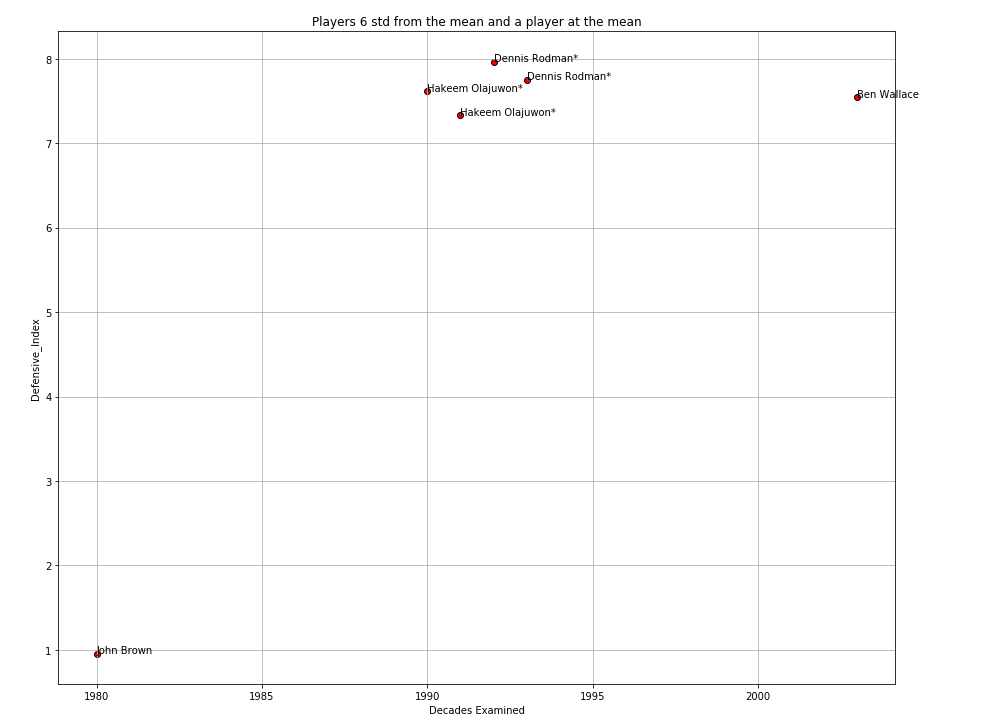 Players 6 std from the mean and a player at the mean
8
7
6
5
4
3
2
1
Defensive_Index
Dennis Rodman*
Dennis Rodman*
Hakeem Olajuwon*
Ben Wallace
Hakeem Olajuwon*
John Brown
1980
1985
1990
1995
2000
Decades Examined